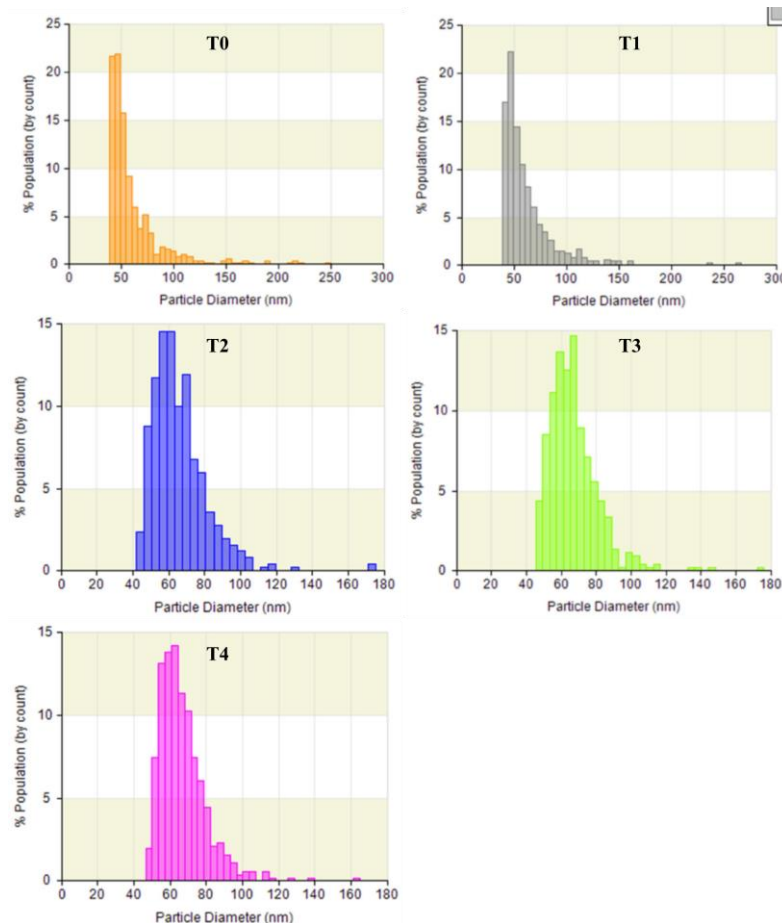 T0
25
20
15
10
5
0
% Population (by count)
0 50 100 150 200 250 300
Particle Diameter (nm)
T1
25
20
15
10
5
0
% Population (by count)
0 50 100 150 200 250 300
Particle Diameter (nm)
T2
15
10
5
0
% Population (by count)
0 20 40 60 80 100 120 140 160 180
Particle Diameter (nm)
T3
15
10
5
0
% Population (by count)
0 20 40 60 80 100 120 140 160 180
Particle Diameter (nm)
T4
15
10
5
0
% Population (by count)
0 20 40 60 80 100 120 140 160 180
Particle Diameter (nm)